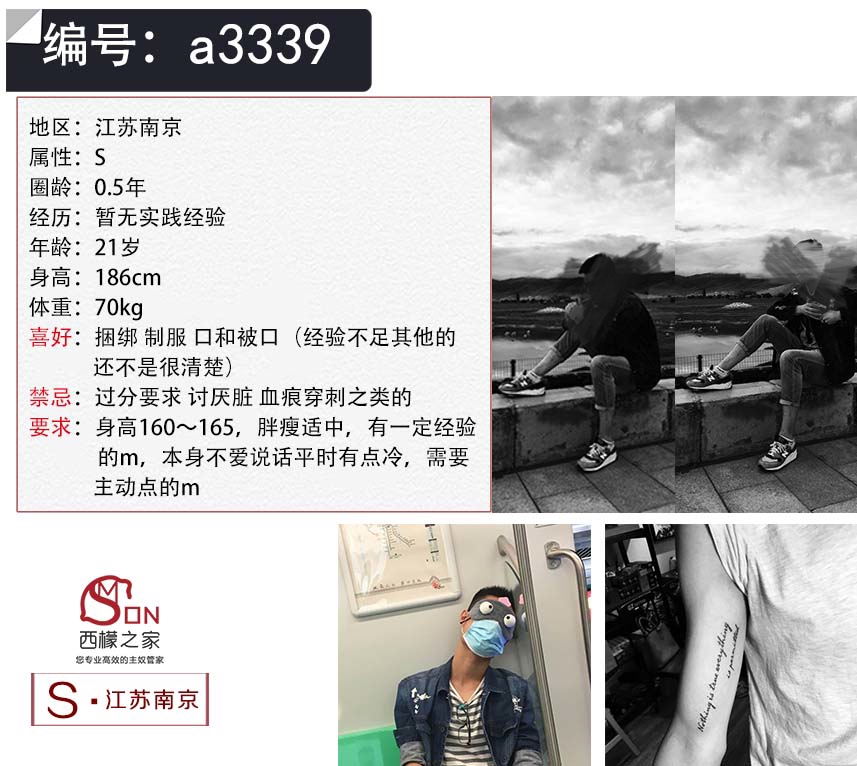 编号：a3339
地区：江苏南京
属性：S
圈龄：0.5年
经历：暂无实践经验
年龄：21岁
身高：186cm
体重：70kg
喜好：捆绑 制服 口和被口（经验不足其他的
还不是很清楚）
禁忌：过分要求 讨厌脏 血痕穿刺之类的
要求：身高160～165，胖瘦适中，有一定经验
的m，本身不爱说话平时有点冷，需要
主动点的m
SMON
西檬之家
您专业高效的主奴管家
S·江苏南京
Nothing is true everything
is permitted